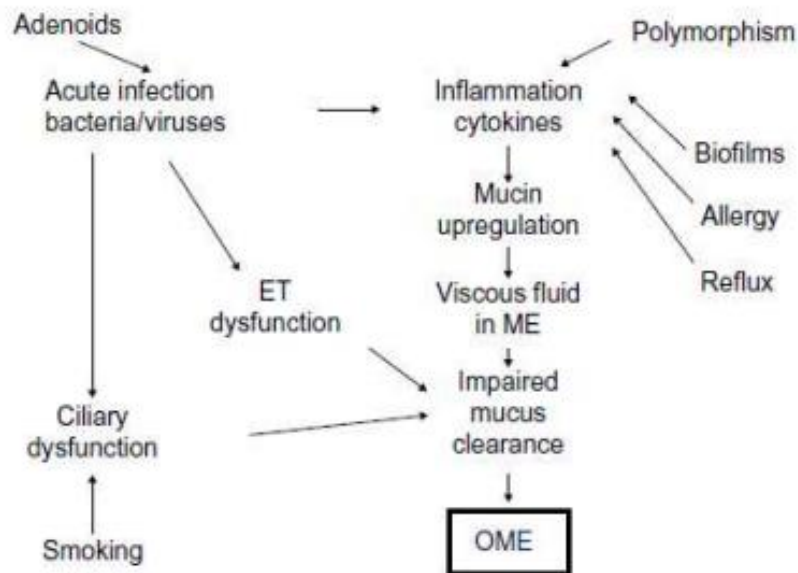 Adenoids
Polymorphism
Acute infection
bacteria/viruses
Inflammation
cytokines
Biofilms
Mucin
upregulation
Allergy
Reflux
ET
dysfunction
Viscous fluid
in ME
Impaired
mucus
clearance
Ciliary
dysfunction
OME
Smoking